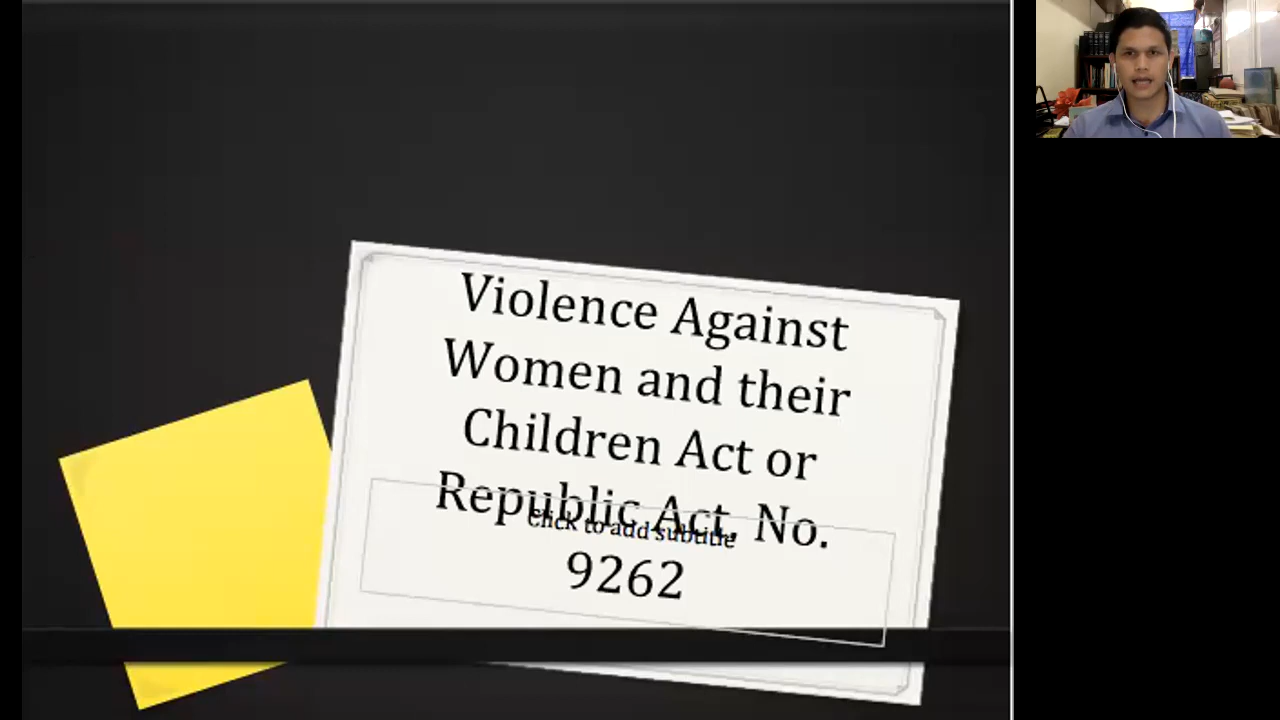 Violence Against
Women and their
Children Act or
Republic Act, No.
Click to add subtitle
9262